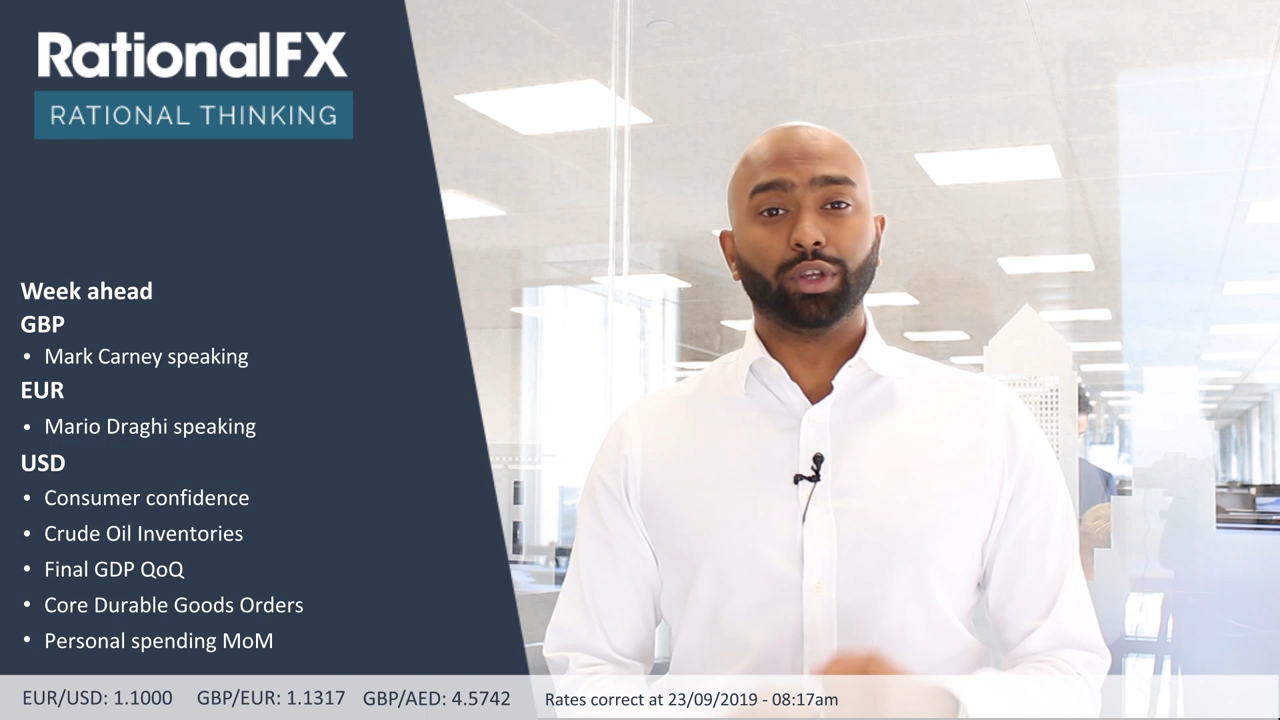 RationalFX
RATIONAL THINKING
Week ahead
GBP
• Mark Carney speaking
EUR
• Mario Draghi speaking
USD
• Consumer confidence
• Crude Oil Inventories
• Final GDP QoQ
• Core Durable Goods Orders
• Personal spending MoM
EUR/USD: 1.1000 GBP/EUR: 1.1317 GBP/AED: 4.5742 Rates correct at 23/09/2019 - 08:17am